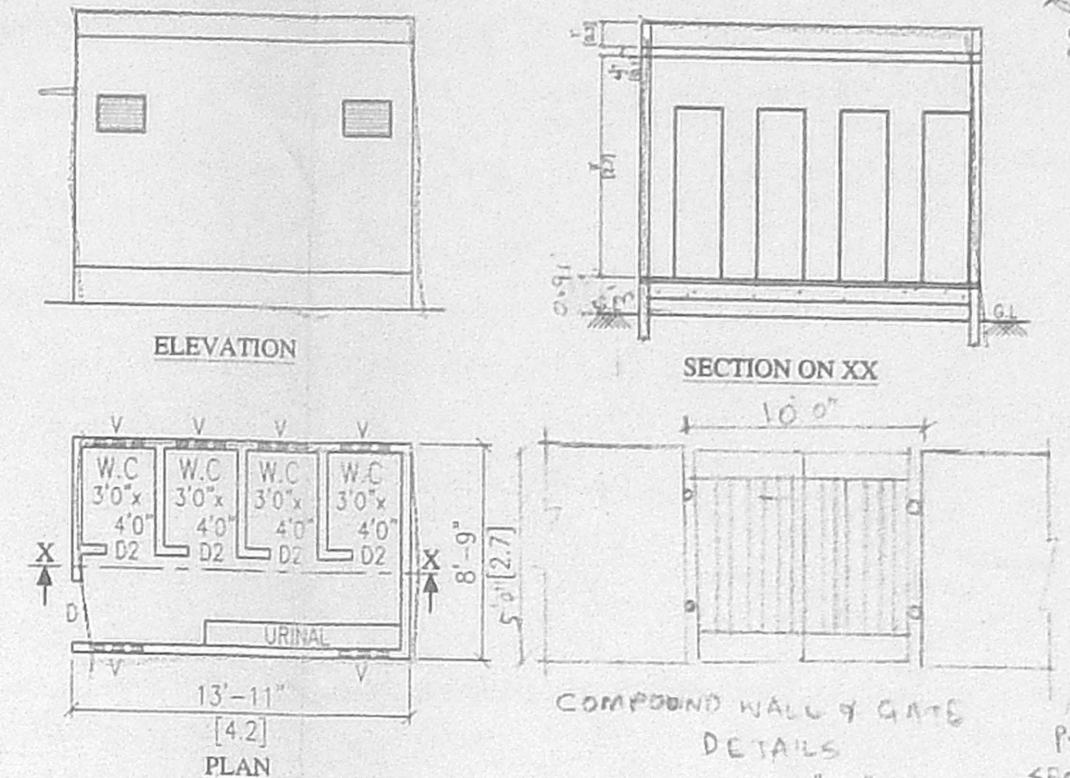 ELEVATION
SECTION ON XX
G.L
V V V V
W.C W.C W.C W.C
3'0"x 3'0"x 3'0"x 3'0"x
4'0" 4'0" 4'0" 4'0"
D2 D2 D2 D2
X X
D
URINAL
V V
8'-9"
[2.7]
13'-11"
[4.2]
PLAN
10'0"
5'0"
COMPOUND WALL & GATE
DETAILS